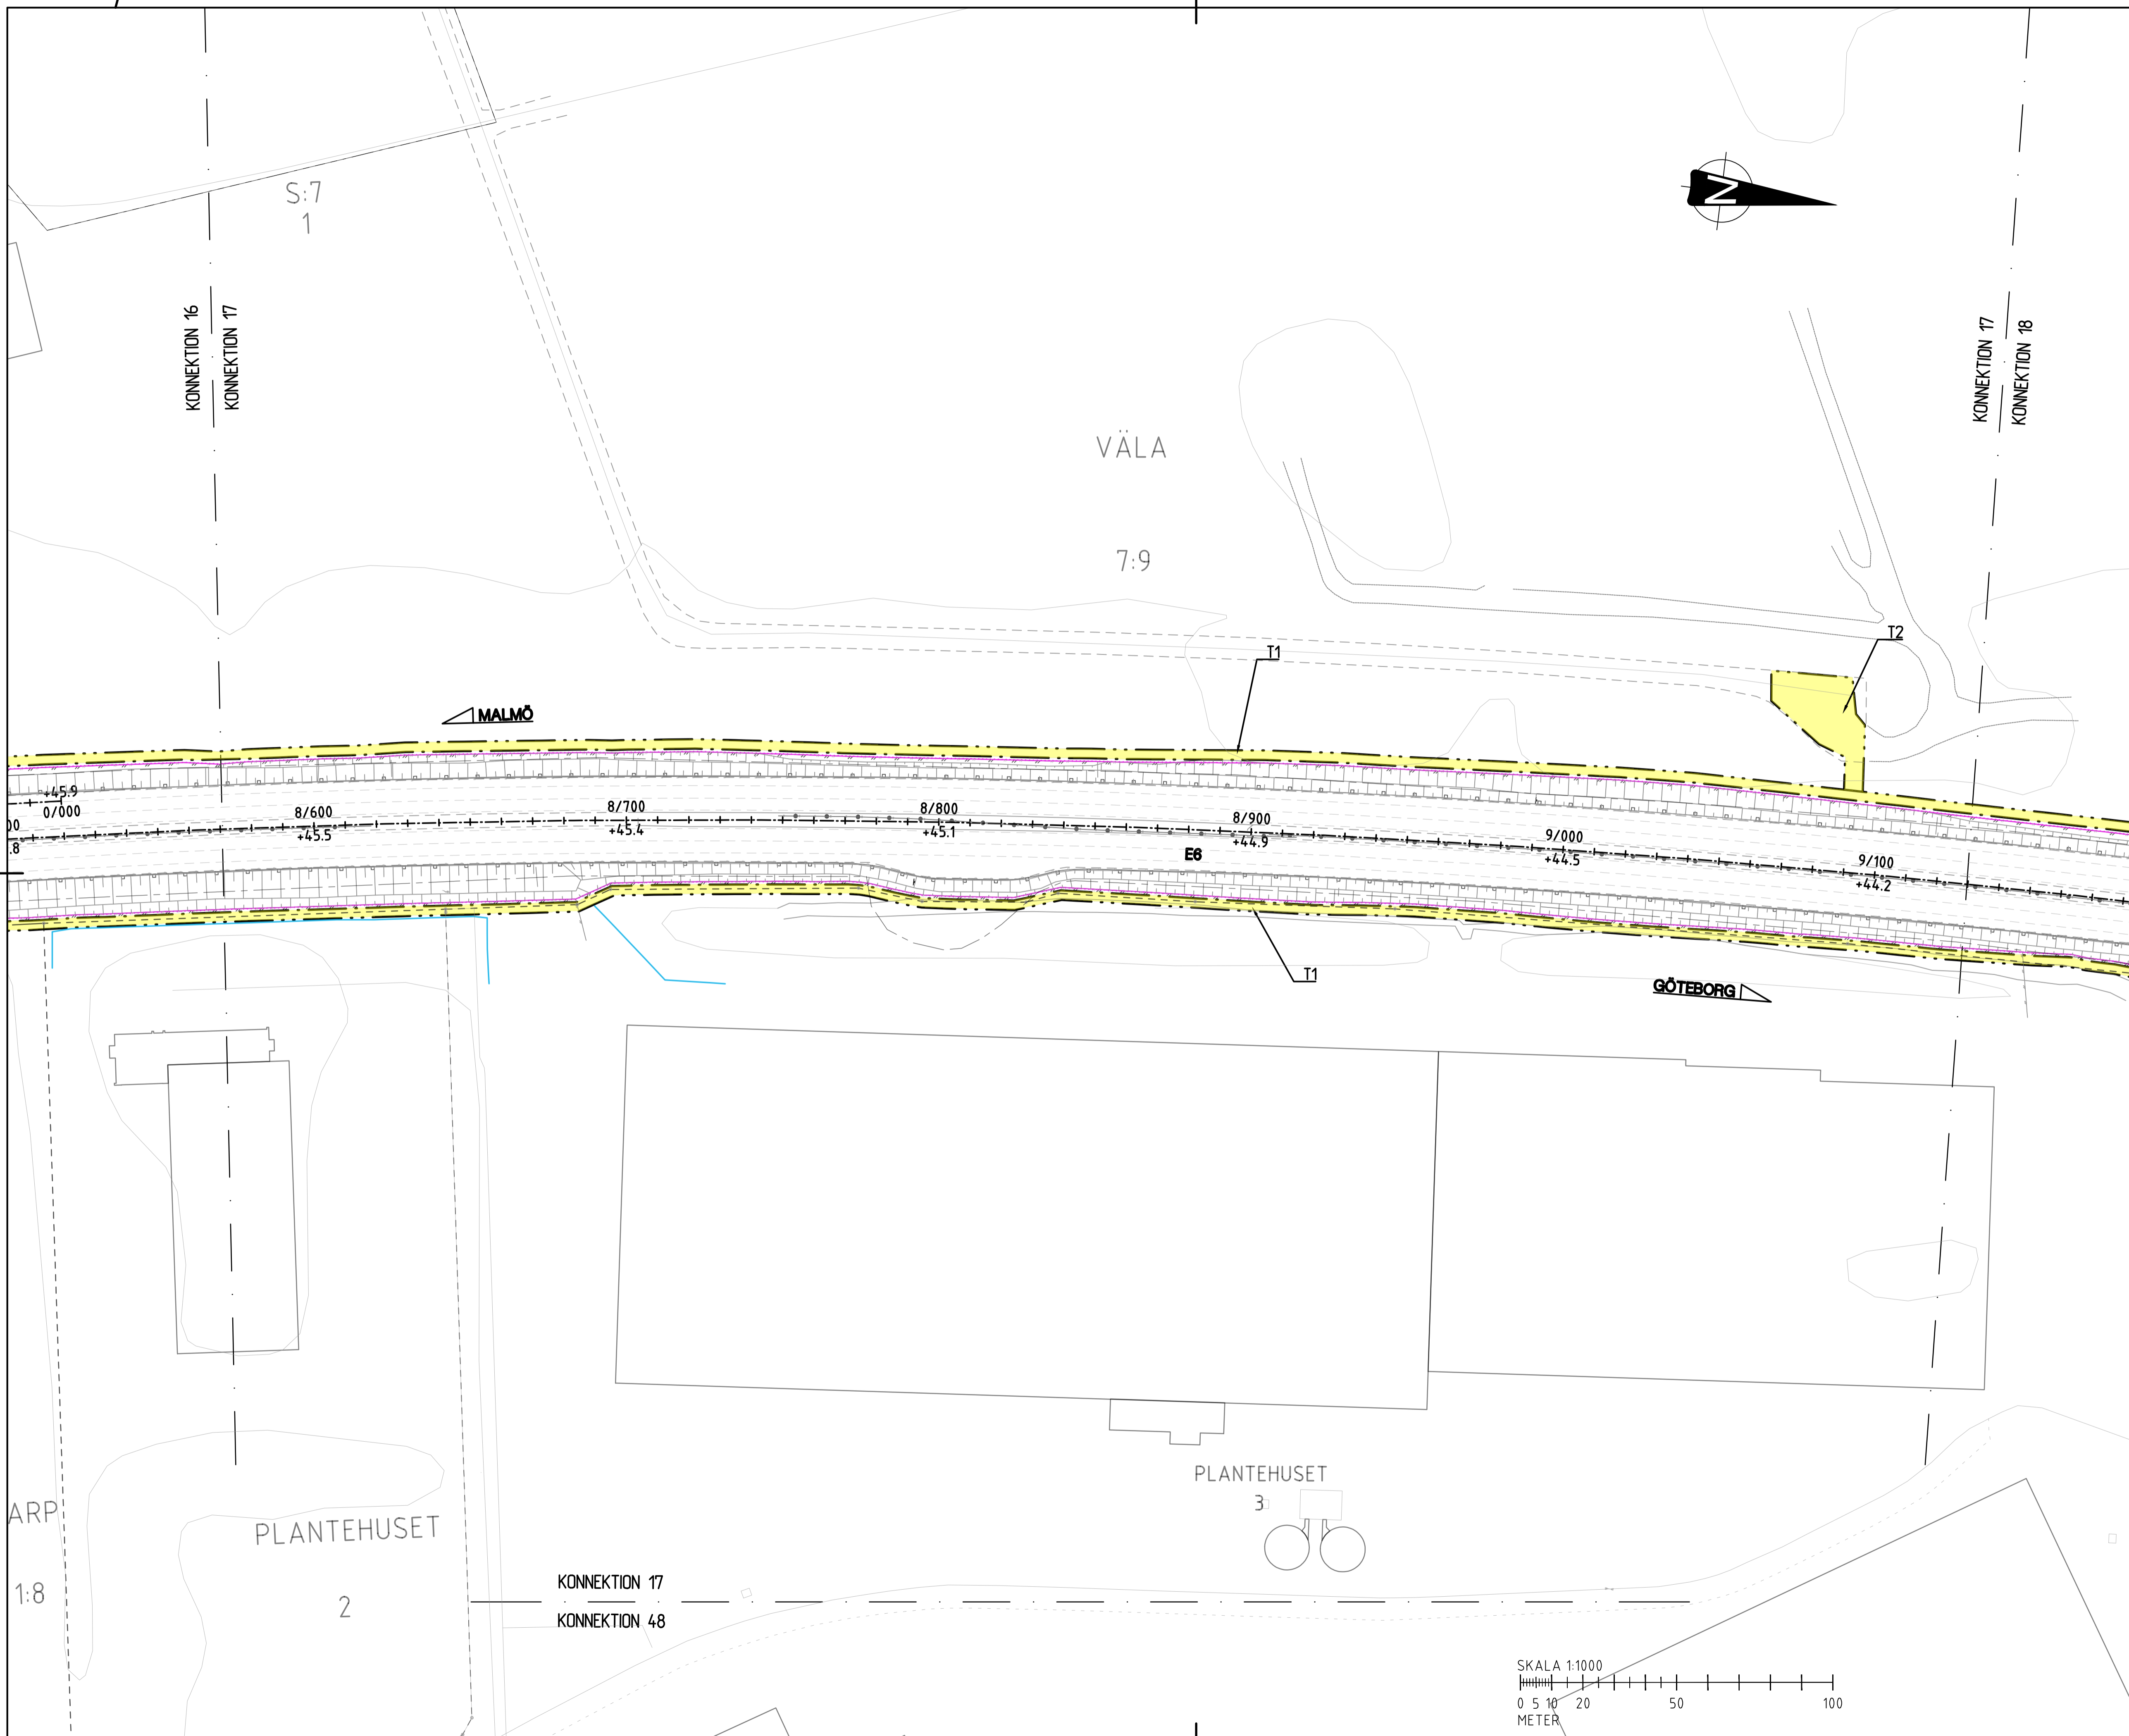 S:7
1
N
KONNEKTION 16
KONNEKTION 17
KONNEKTION 17
KONNEKTION 18
VÄLA
7:9
T2
T1
MALMÖ
+45.9
0/000
8/600
+45.5
8/700
+45.4
8/800
+45.1
8/900
+44.9
9/000
+44.5
9/100
+44.2
E6
T1
GÖTEBORG
PLANTEHUSET
3
ARP
1:8
PLANTEHUSET
2
KONNEKTION 17
KONNEKTION 48
SKALA 1:1000
0 5 10 20 50 100
METER